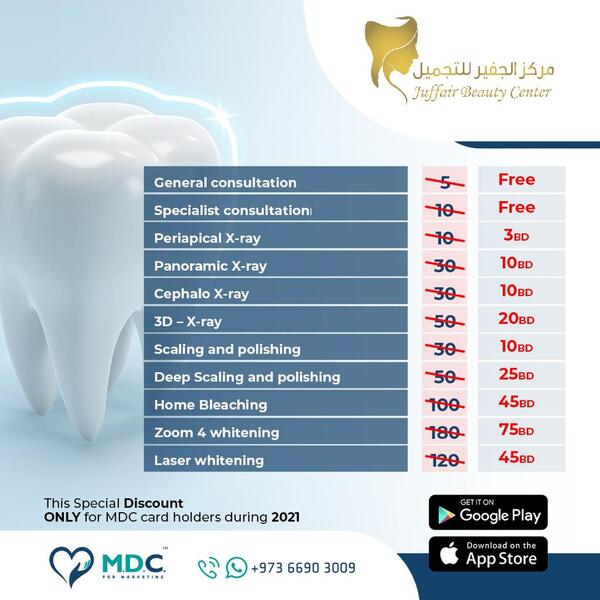 مركز الجفير للتجميل
Juffair Beauty Center
General consultation 5 Free
Specialist consultation 10 Free
Periapical X-ray 10 3BD
Panoramic X-ray 30 10BD
Cephalo X-ray 30 10BD
3D – X-ray 50 20BD
Scaling and polishing 30 10BD
Deep Scaling and polishing 50 25BD
Home Bleaching 100 45BD
Zoom 4 whitening 180 75BD
Laser whitening 120 45BD
This Special Discount
ONLY for MDC card holders during 2021
GET IT ON
Google Play
Download on the
App Store
M.D.C. TM
FOR MARKETING
+973 6690 3009